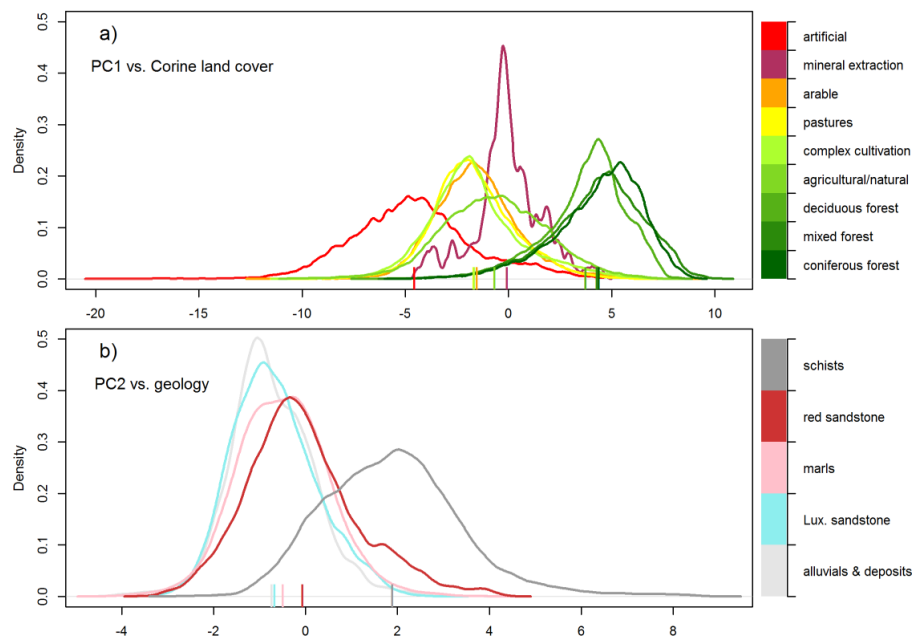 a)
PC1 vs. Corine land cover
Density
0.0
0.1
0.2
0.3
0.4
0.5
-20
-15
-10
-5
0
5
10
artificial
mineral extraction
arable
pastures
complex cultivation
agricultural/natural
deciduous forest
mixed forest
coniferous forest
b)
PC2 vs. geology
Density
0.0
0.1
0.2
0.3
0.4
0.5
-4
-2
0
2
4
6
8
schists
red sandstone
marls
Lux. sandstone
alluvials & deposits